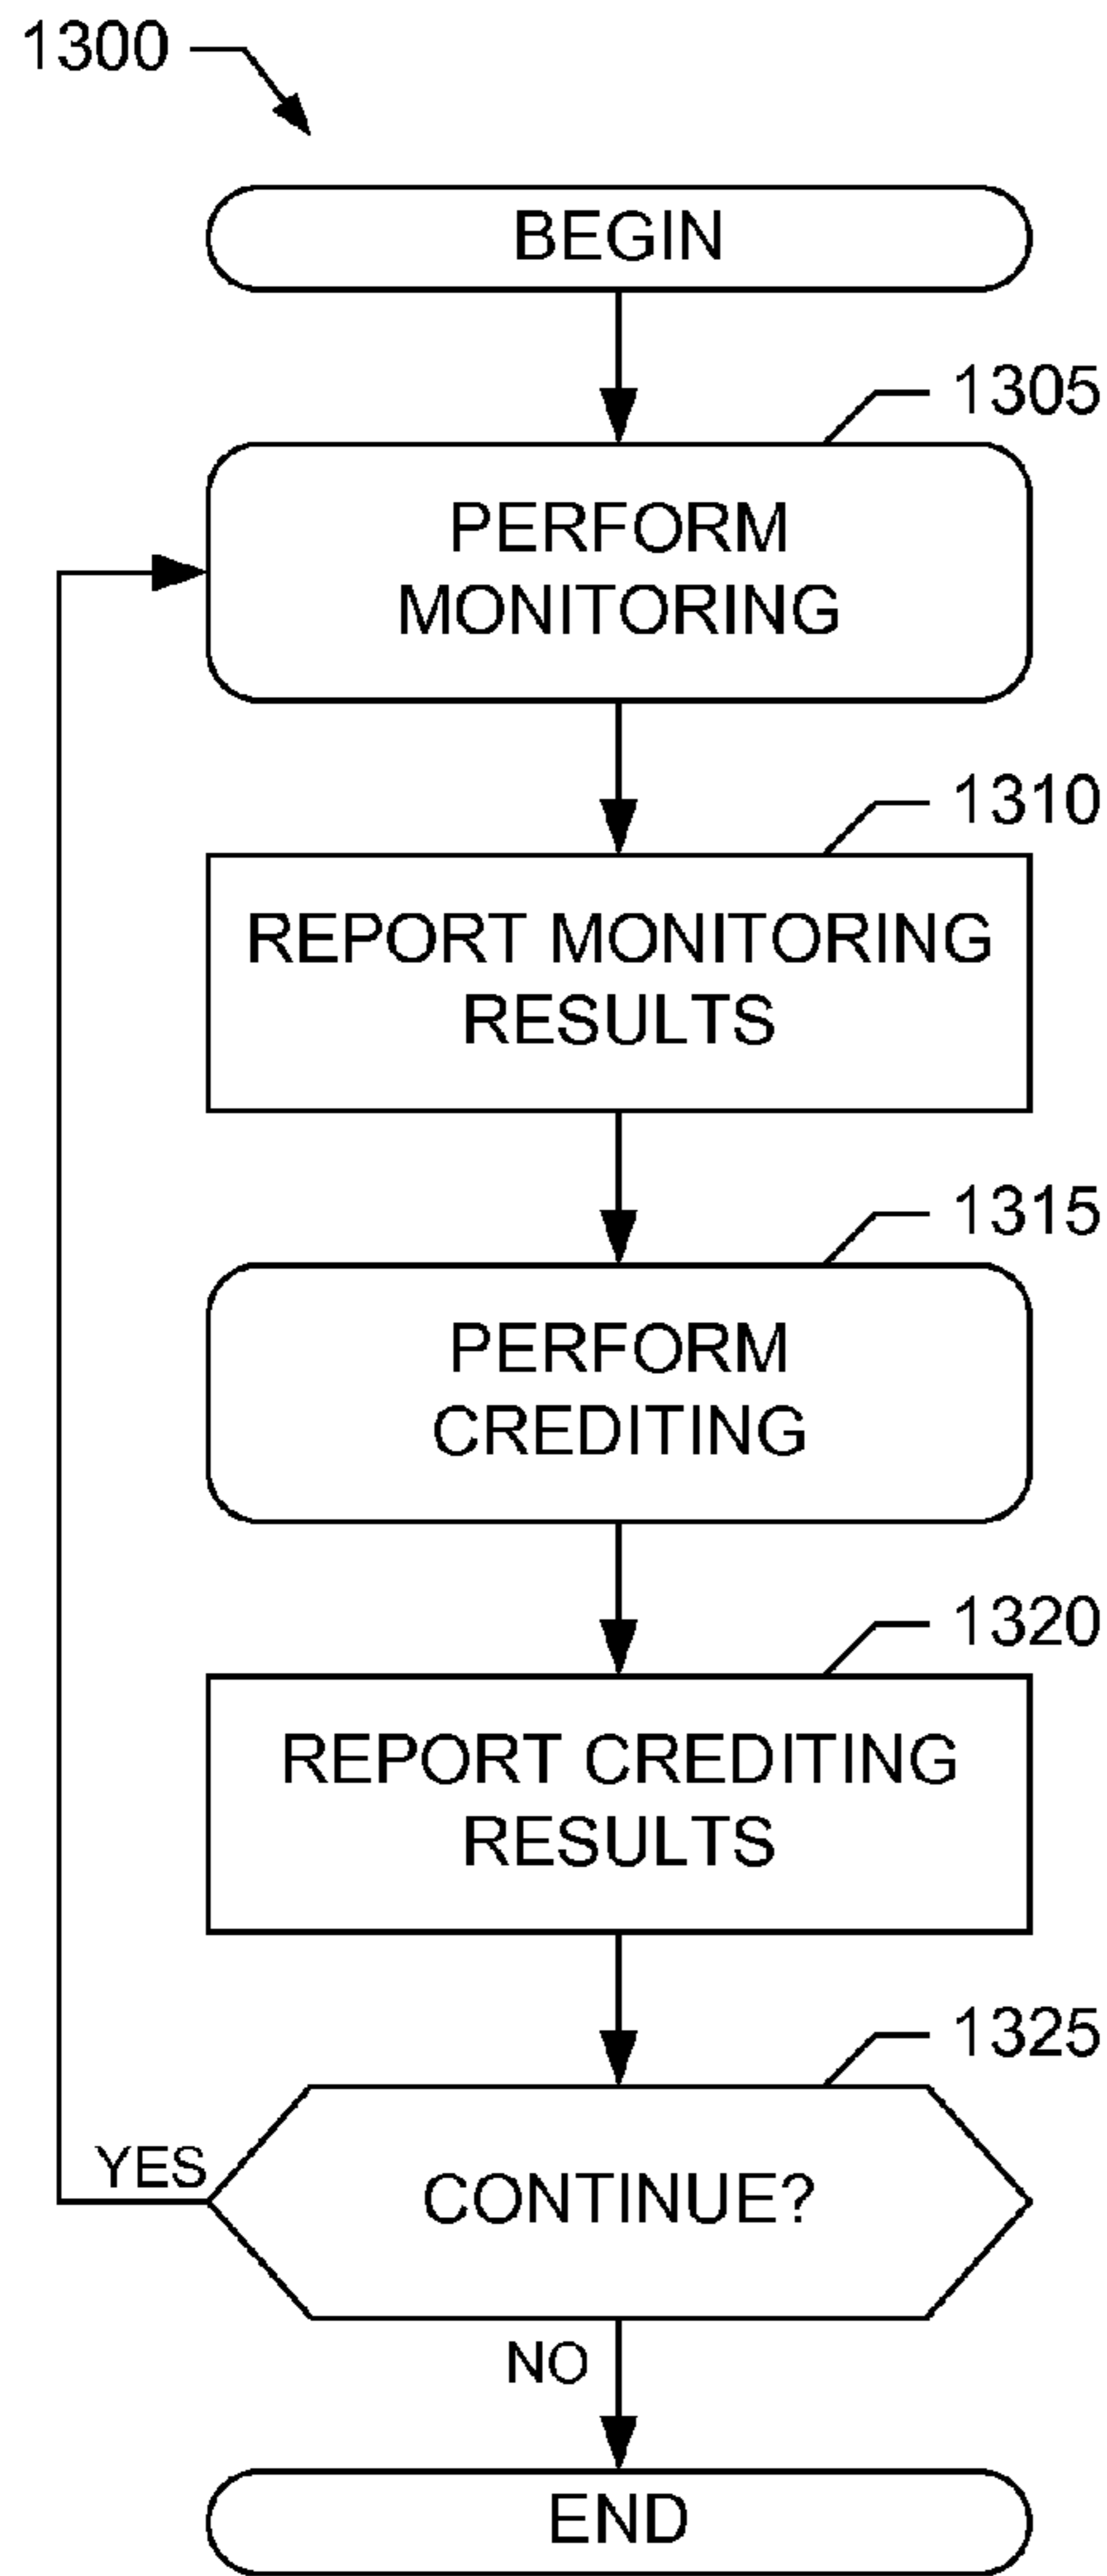 1300
BEGIN
1305
PERFORM
MONITORING
1310
REPORT MONITORING
RESULTS
1315
PERFORM
CREDITING
1320
REPORT CREDITING
RESULTS
1325
YES
CONTINUE?
NO
END